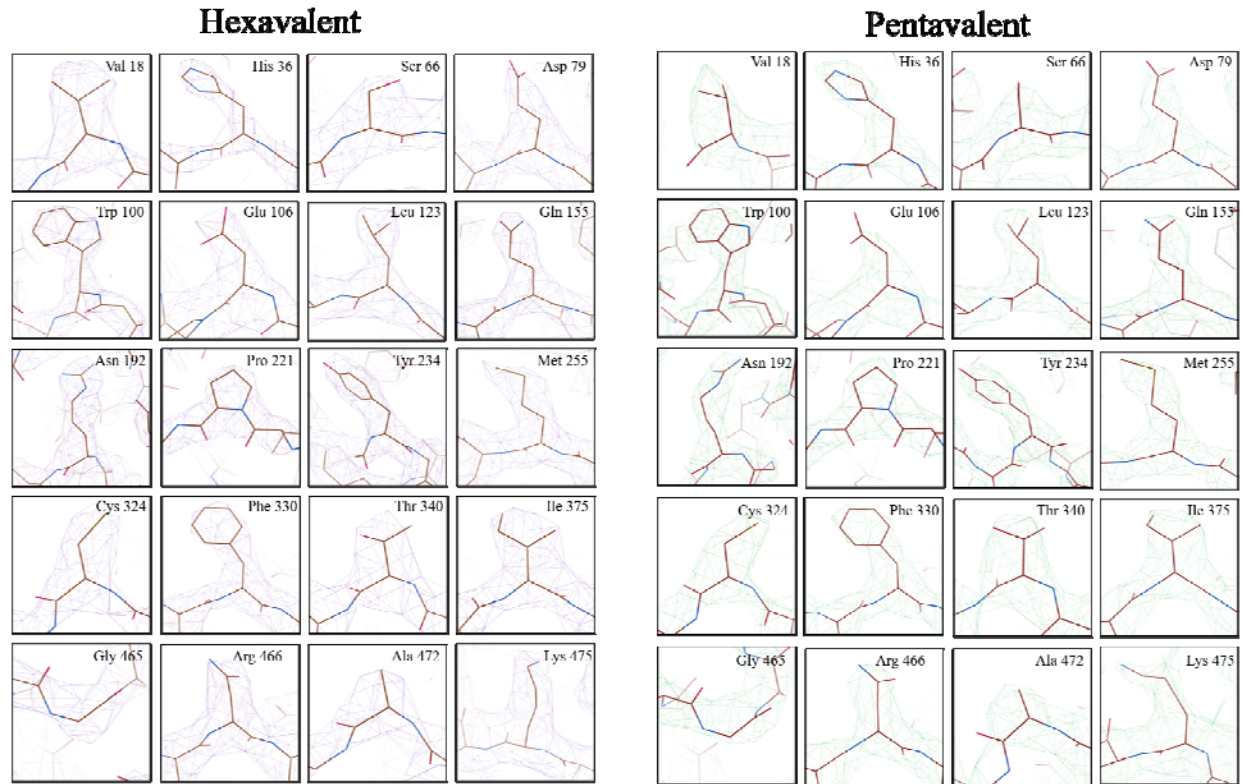 Hexavalent Pentavalent
Val 18 His 36 Ser 66 Asp 79 Val 18 His 36 Ser 66 Asp 79
Trp 100 Glu 106 Leu 123 Gln 155 Trp 100 Glu 106 Leu 123 Gln 155
Asn 192 Pro 221 Tyr 234 Met 255 Asn 192 Pro 221 Tyr 234 Met 255
Cys 324 Phe 330 Thr 340 Ile 375 Cys 324 Phe 330 Thr 340 Ile 375
Gly 465 Arg 466 Ala 472 Lys 475 Gly 465 Arg 466 Ala 472 Lys 475